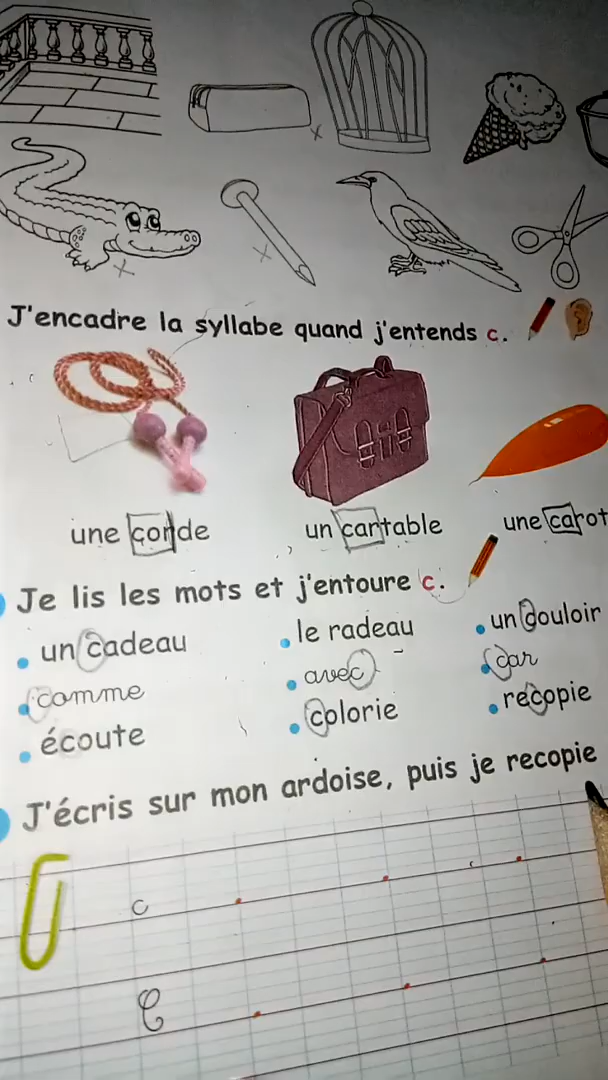 J'encadre la syllabe quand j'entends c.
une corde un cartable une carot
Je lis les mots et j'entoure c.
un cadeau le radeau un couloir
comme avec car
écoute colorie recopie
J'écris sur mon ardoise, puis je recopie
c
C